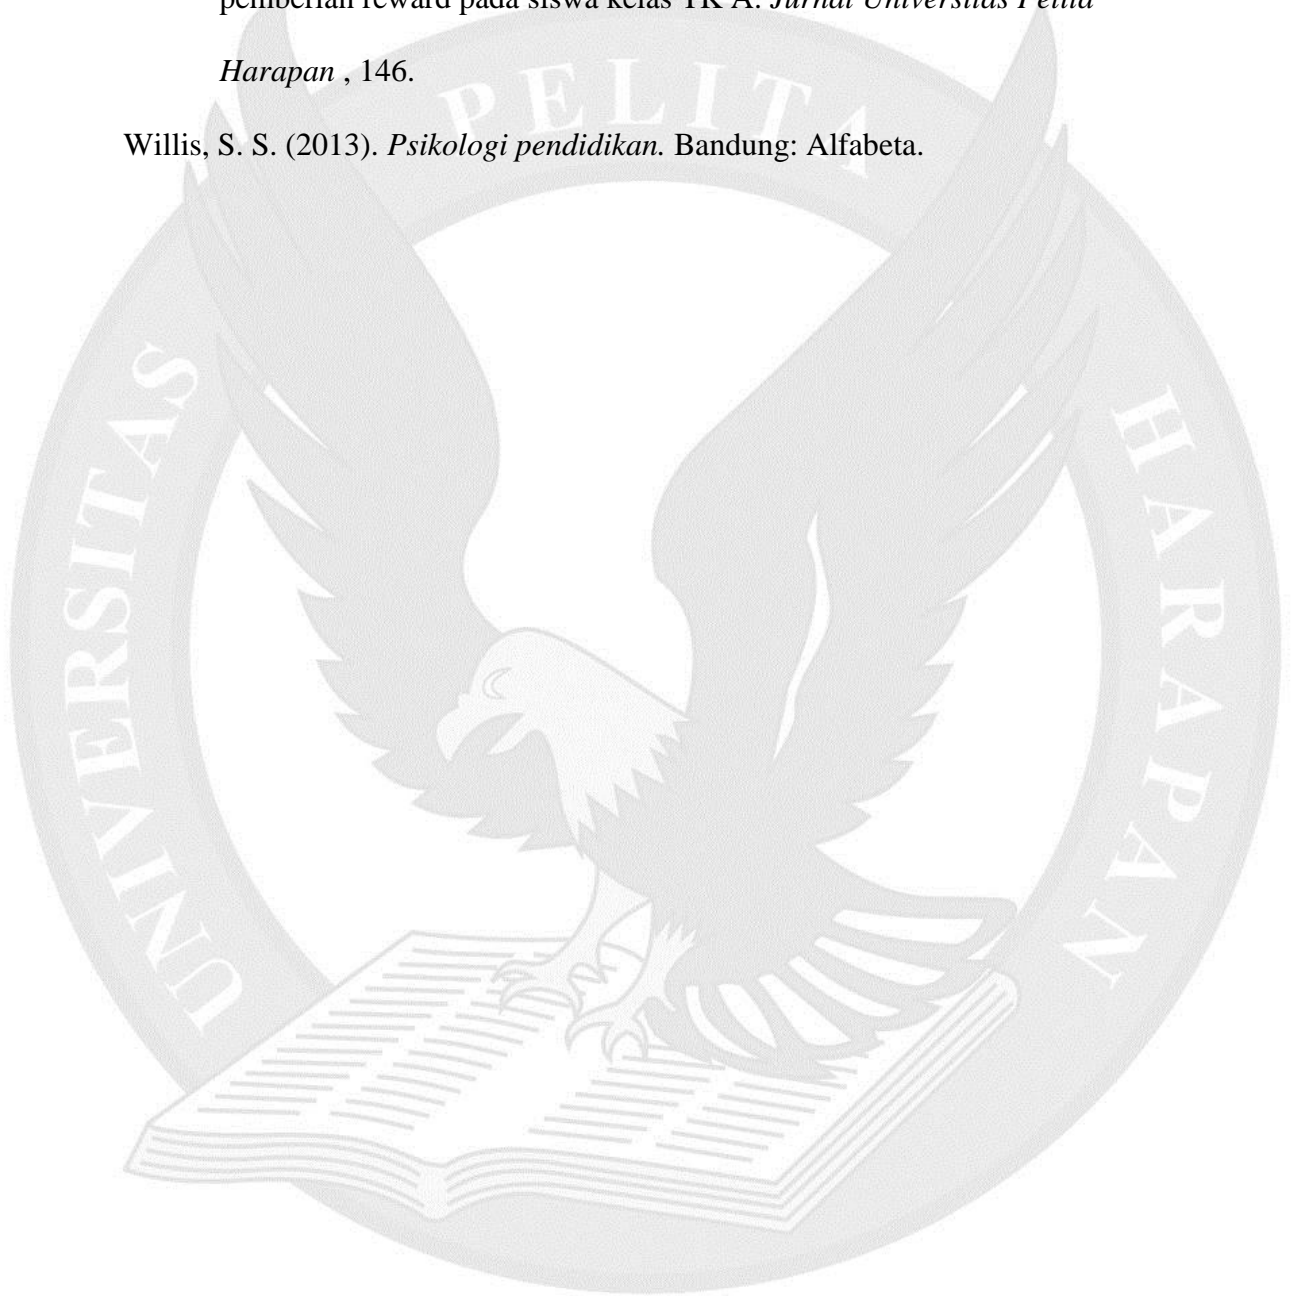 pemberian reward pada siswa kelas TK A. Jurnal Universitas Pelita
Harapan , 146.
Willis, S. S. (2013). Psikologi pendidikan. Bandung: Alfabeta.
UNIVERSITAS PELITA HARAPAN